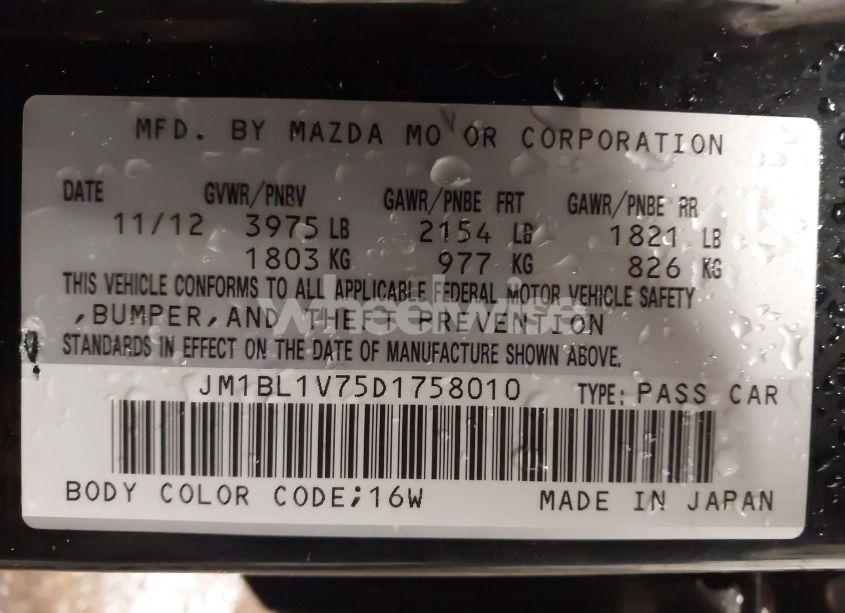 MFD. BY MAZDA MO OR CORPORATION
DATE GVWR/PNBV GAWR/PNBE FRT GAWR/PNBE RR
11/12 3975 LB 2154 LB 1821 LB
1803 KG 977 KG 826 KG
THIS VEHICLE CONFORMS TO ALL APPLICABLE FEDERAL MOTOR VEHICLE SAFETY
wheelwire
,BUMPER,AND THEFT PREVENTION
STANDARDS IN EFFECT ON THE DATE OF MANUFACTURE SHOWN ABOVE.
JM1BL1V75D1758010 TYPE: PASS CAR
BODY COLOR CODE;16W MADE IN JAPAN